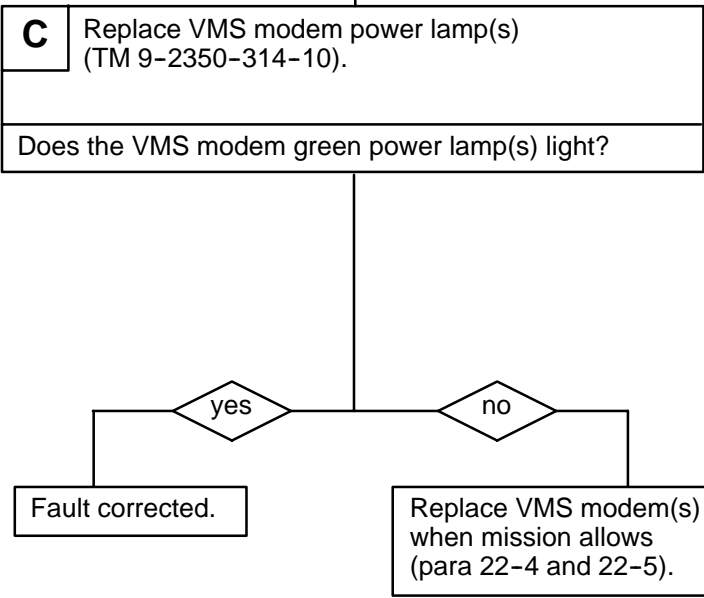 C
Replace VMS modem power lamp(s)
(TM 9-2350-314-10).
Does the VMS modem green power lamp(s) light?
yes
no
Fault corrected.
Replace VMS modem(s)
when mission allows
(para 22-4 and 22-5).